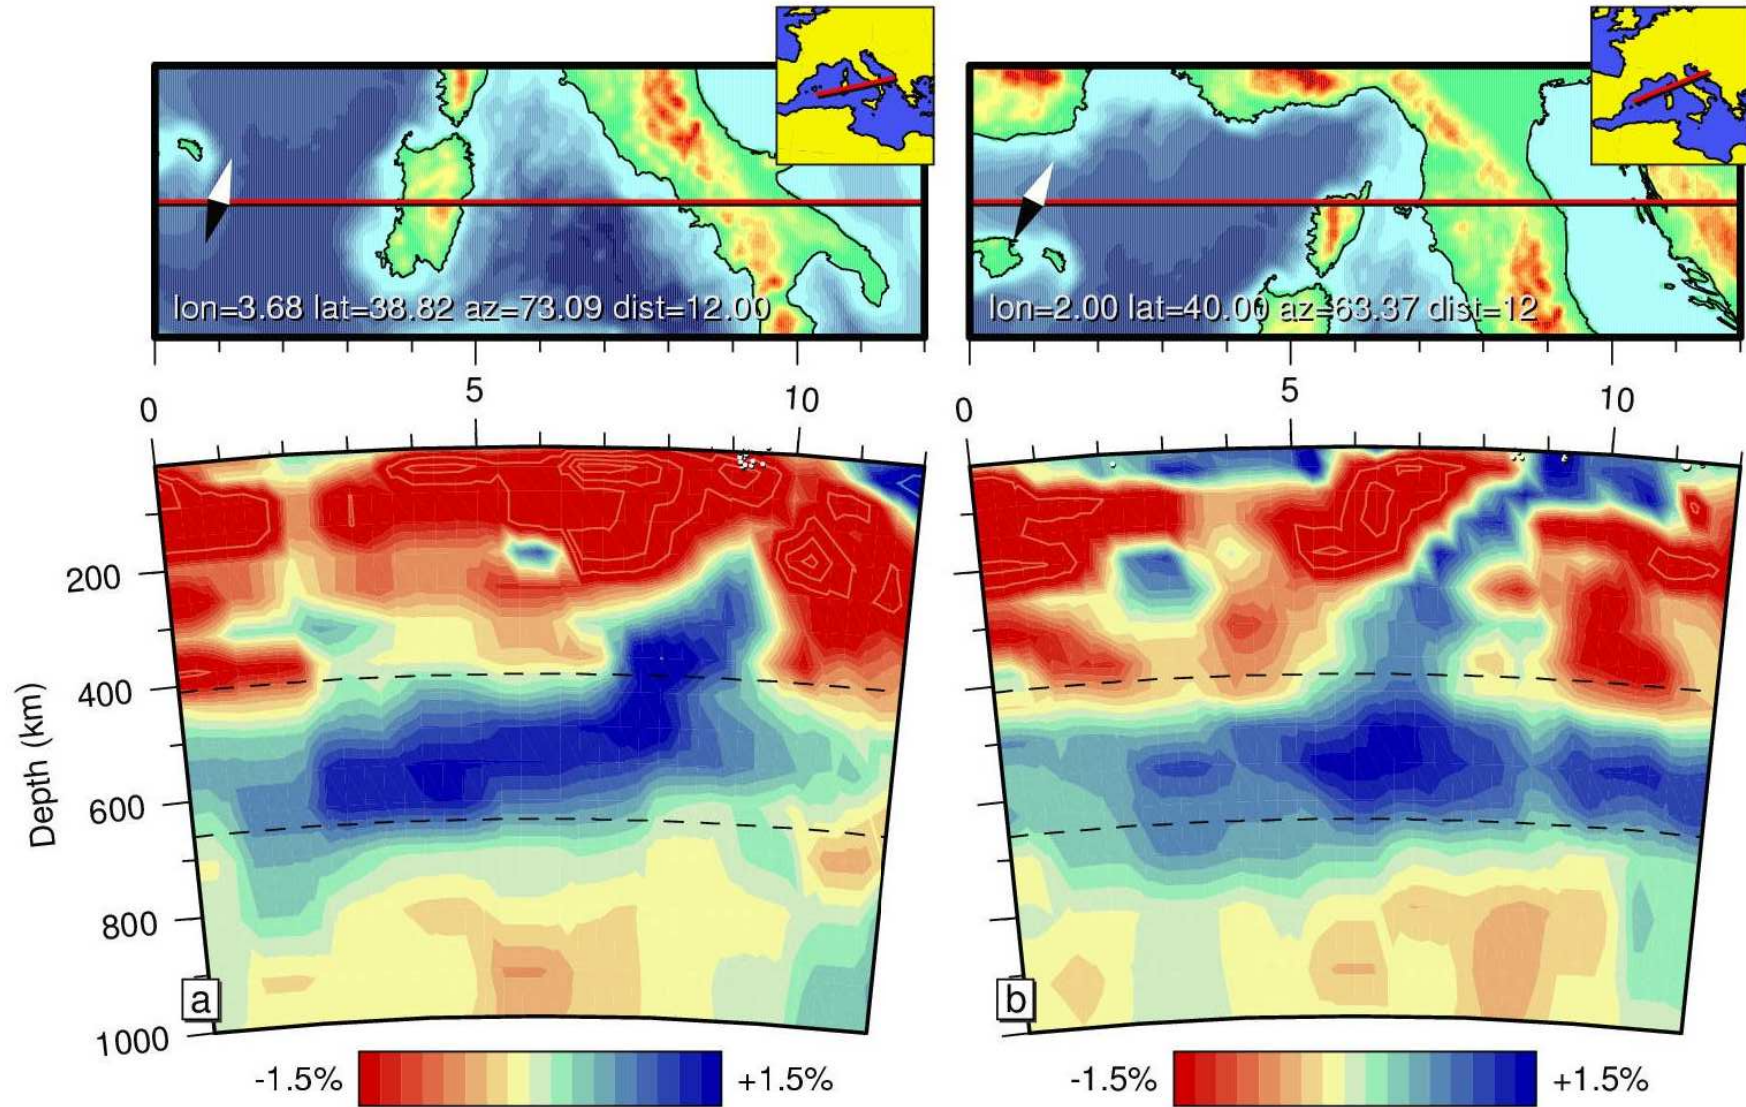 lon=3.68 lat=38.82 az=73.09 dist=12.00
lon=2.00 lat=40.00 az=63.37 dist=12
0 5 10
0 5 10
200
400
600
800
1000
Depth (km)
a
b
-1.5% +1.5%
-1.5% +1.5%